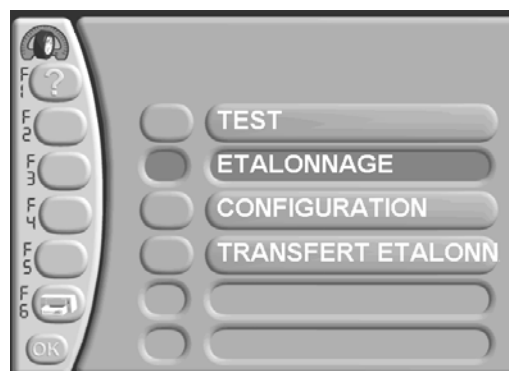 F1 ?
F2
TEST
F3
ETALONNAGE
F4
CONFIGURATION
F5
TRANSFERT ETALONN
F6
OK